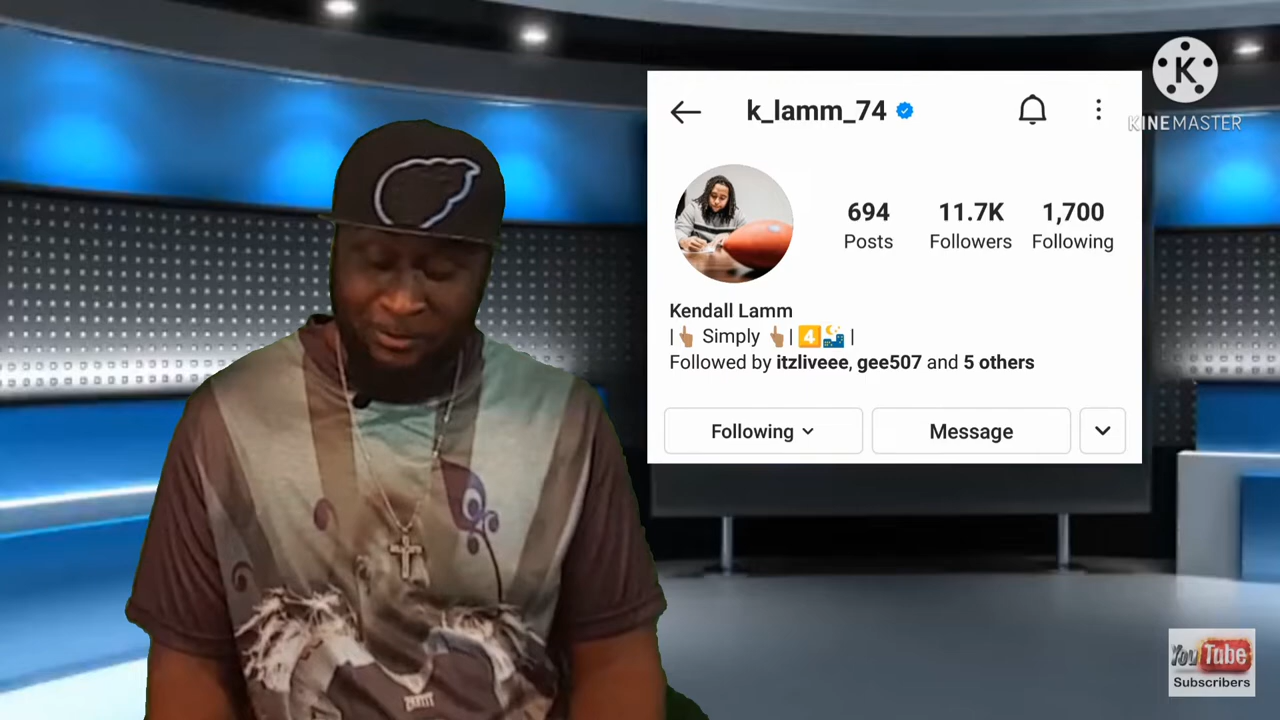 k_lamm_74
694
11.7K
1,700
Posts
Followers
Following
Kendall Lamm
|👆🏽 Simply 👆🏽| 4️⃣🌃 |
Followed by itzliveee, gee507 and 5 others
Following
Message
K
KINEMASTER
YouTube
Subscribers